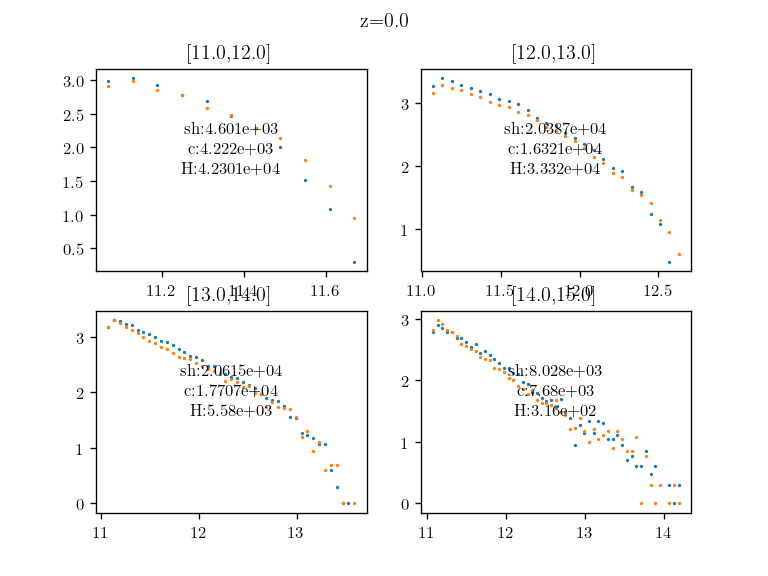 z=0.0
[11.0,12.0]
3.0
2.5
2.0
1.5
1.0
0.5
sh:4.601e+03
c:4.222e+03
H:4.2301e+04
11.2 11.4 11.6
[12.0,13.0]
3
2
1
sh:2.0387e+04
c:1.6321e+04
H:3.332e+04
11.0 11.5 12.0 12.5
[13.0,14.0]
3
2
1
0
sh:2.0615e+04
c:1.7707e+04
H:5.58e+03
11 12 13
[14.0,15.0]
3
2
1
0
sh:8.028e+03
c:7.68e+03
H:3.16e+02
11 12 13 14